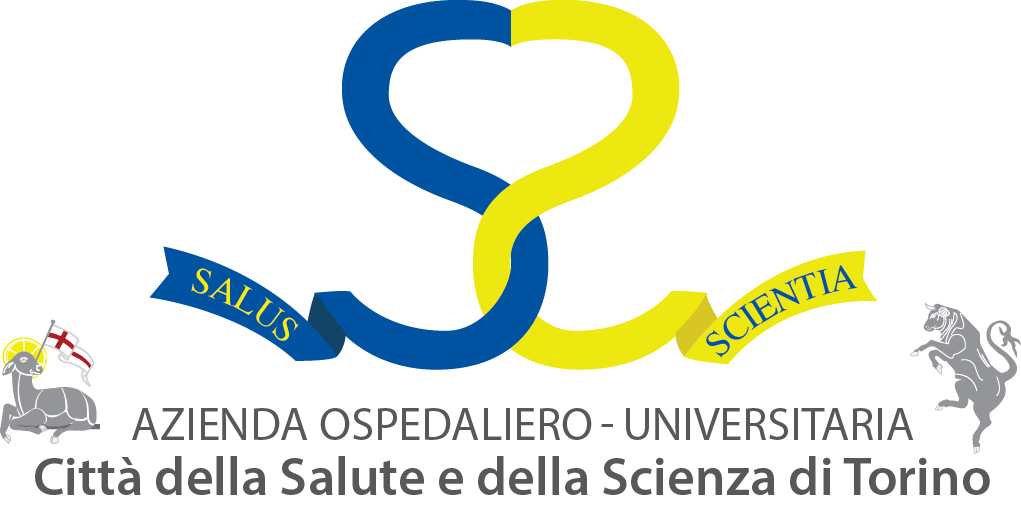 SALUS
SCIENTIA
AZIENDA OSPEDALIERO - UNIVERSITARIA
Città della Salute e della Scienza di Torino